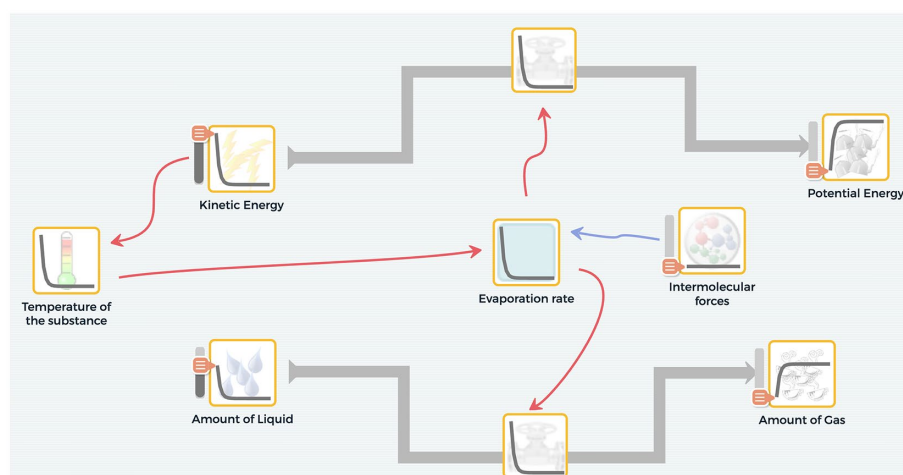 Kinetic Energy
Potential Energy
Temperature of
the substance
Evaporation rate
Intermolecular
forces
Amount of Liquid
Amount of Gas